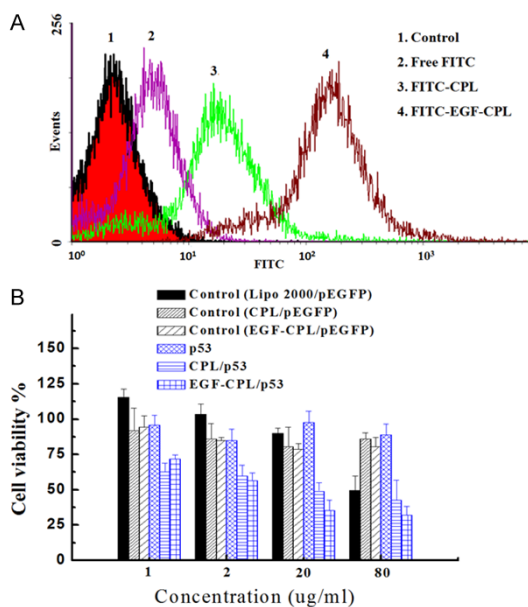 A
256
1
2
3
4
1. Control
2. Free FITC
3. FITC-CPL
4. FITC-EGF-CPL
Events
0
10⁰
10¹
10²
10³
FITC
B
Control (Lipo 2000/pEGFP)
Control (CPL/pEGFP)
Control (EGF-CPL/pEGFP)
p53
CPL/p53
EGF-CPL/p53
Cell viability %
150
125
100
75
50
25
0
1
2
20
80
Concentration (ug/ml)